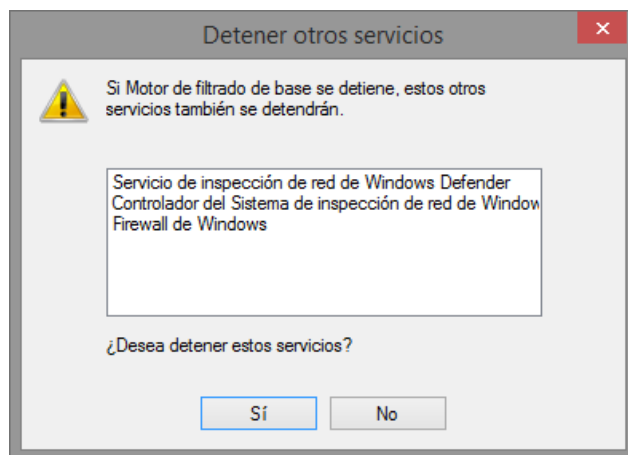 Detener otros servicios
Si Motor de filtrado de base se detiene, estos otros
servicios también se detendrán.
Servicio de inspección de red de Windows Defender
Controlador del Sistema de inspección de red de Window
Firewall de Windows
¿Desea detener estos servicios?
Sí
No